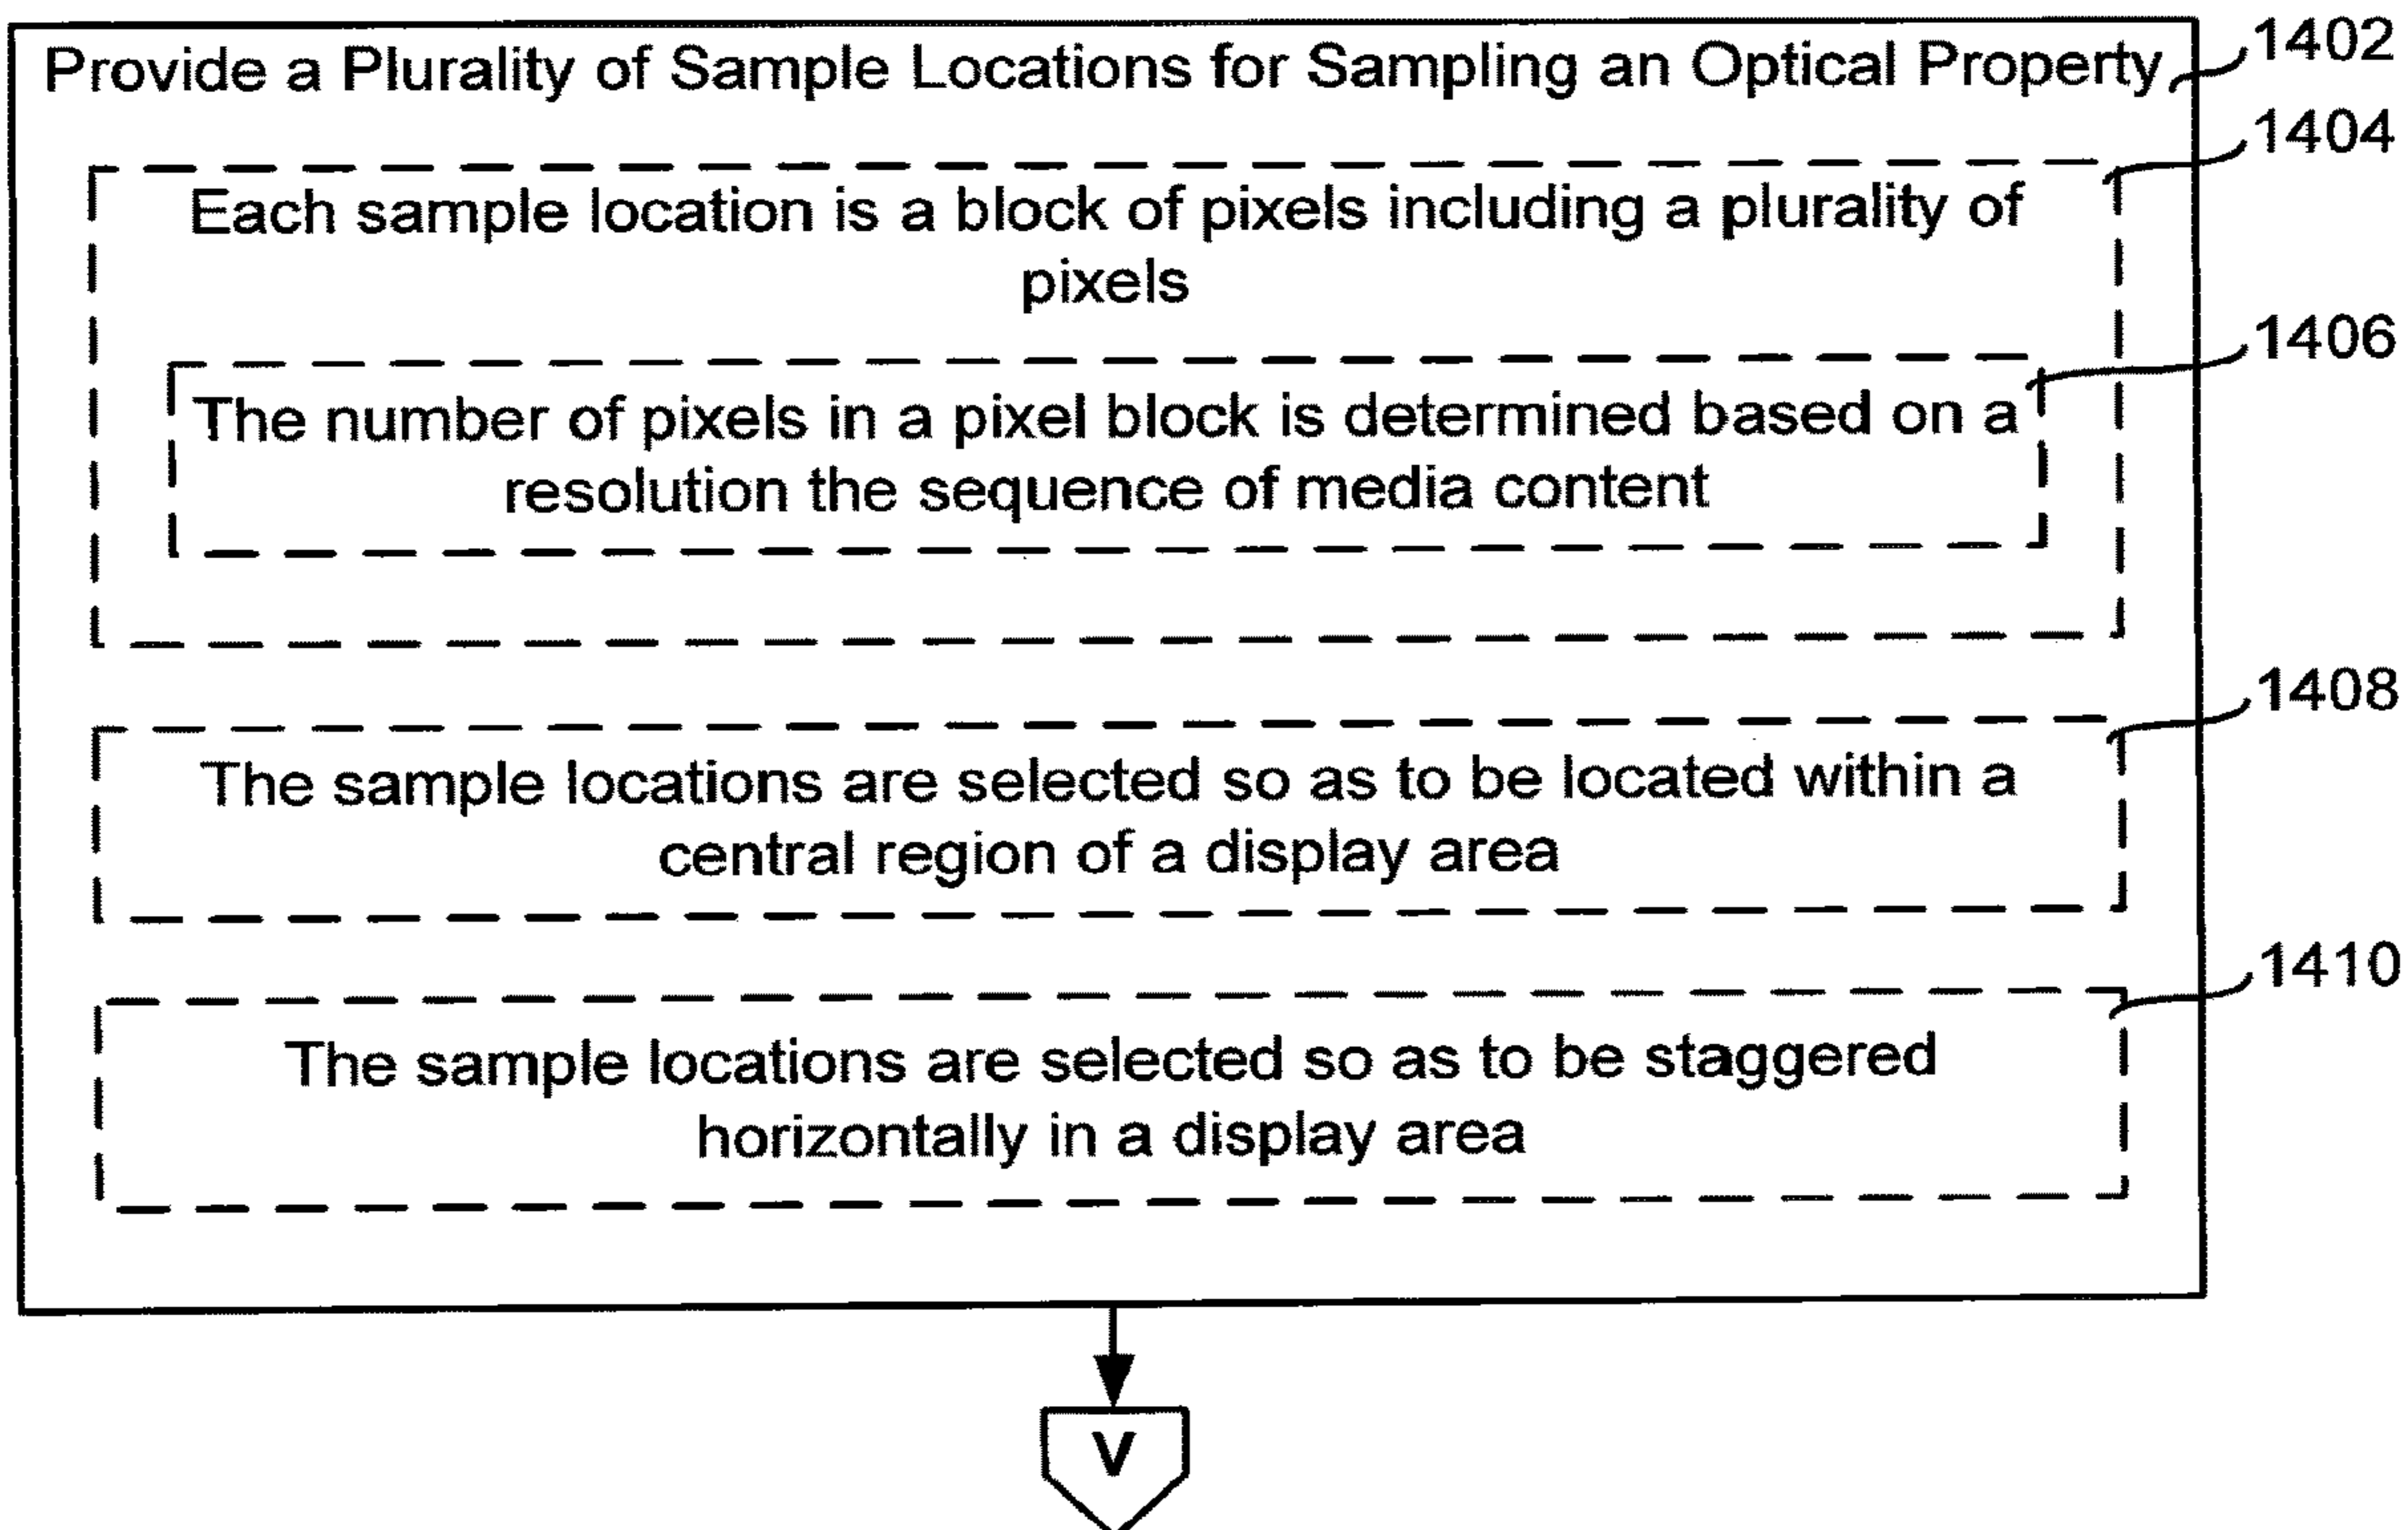 Provide a Plurality of Sample Locations for Sampling an Optical Property
1402
1404
Each sample location is a block of pixels including a plurality of
pixels
1406
The number of pixels in a pixel block is determined based on a
resolution the sequence of media content
1408
The sample locations are selected so as to be located within a
central region of a display area
1410
The sample locations are selected so as to be staggered
horizontally in a display area
V